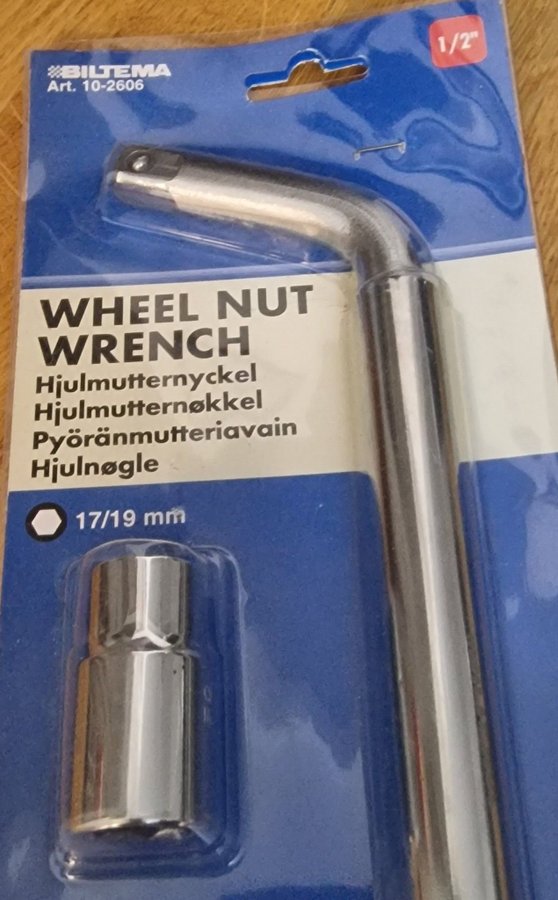 1/2"
BILTEMA
Art. 10-2606
WHEEL NUT
WRENCH
Hjulmutternyckel
Hjulmutternøkkel
Pyöränmutteriavain
Hjulnøgle
17/19 mm